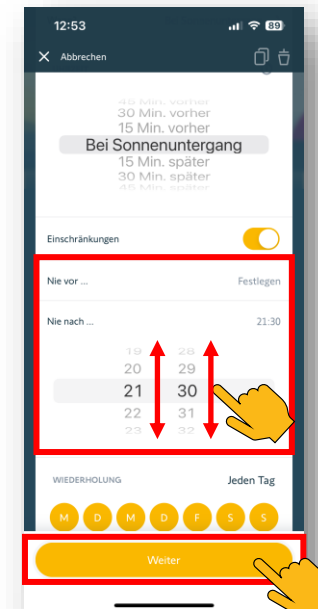 12:53 89
Abbrechen
45 Min. vorher
30 Min. vorher
15 Min. vorher
Bei Sonnenuntergang
15 Min. später
30 Min. später
45 Min. später
Einschränkungen
Nie vor ... Festlegen
Nie nach ... 21:30
19 28
20 29
21 30
22 31
23 32
WIEDERHOLUNG Jeden Tag
M D M D F S S
Weiter